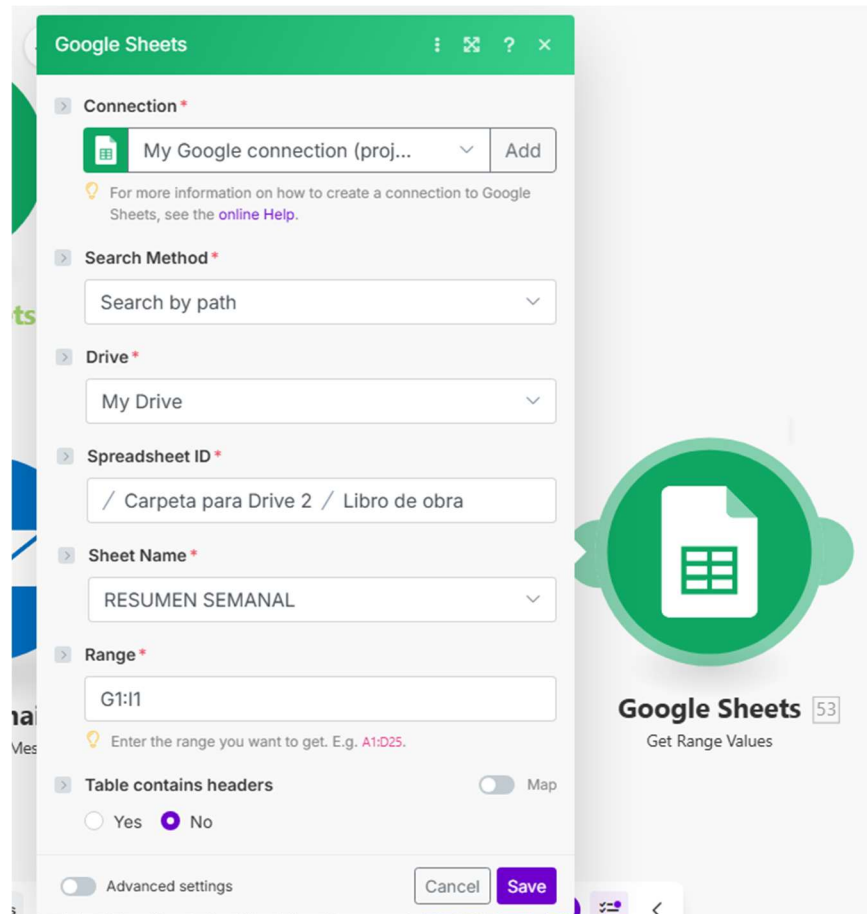 Google Sheets
?
Connection *
My Google connection (proj...
Add
For more information on how to create a connection to Google
Sheets, see the online Help.
Search Method *
Search by path
ts
Drive *
My Drive
Spreadsheet ID *
/ Carpeta para Drive 2 / Libro de obra
Sheet Name *
RESUMEN SEMANAL
Range *
G1:I1
Enter the range you want to get. E.g. A1:D25.
Table contains headers
Map
Yes
No
Advanced settings
Cancel
Save
Google Sheets 53
Get Range Values